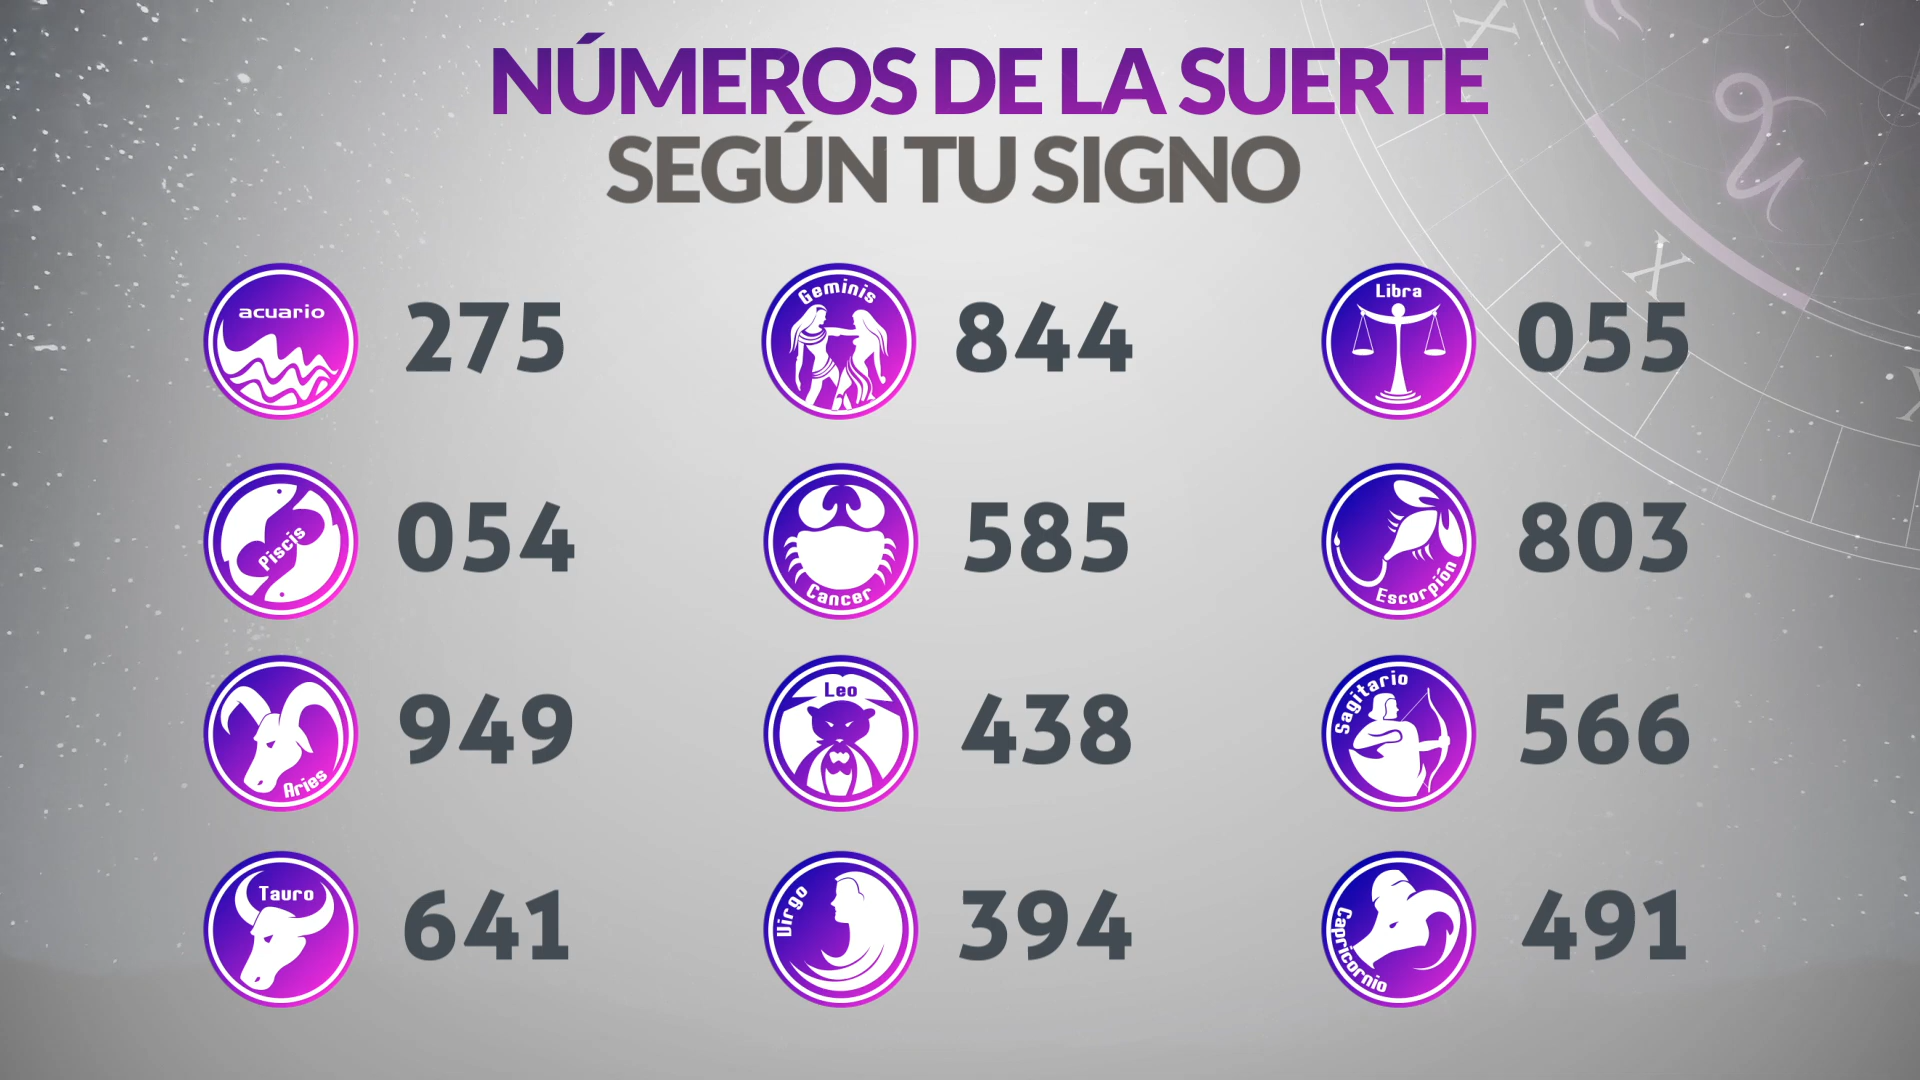 NÚMEROS DE LA SUERTE
SEGÚN TU SIGNO
acuario 275
Geminis 844
Libra 055
Piscis 054
Cancer 585
Escorpión 803
Aries 949
Leo 438
Sagitario 566
Tauro 641
Virgo 394
Capricornio 491
X
X